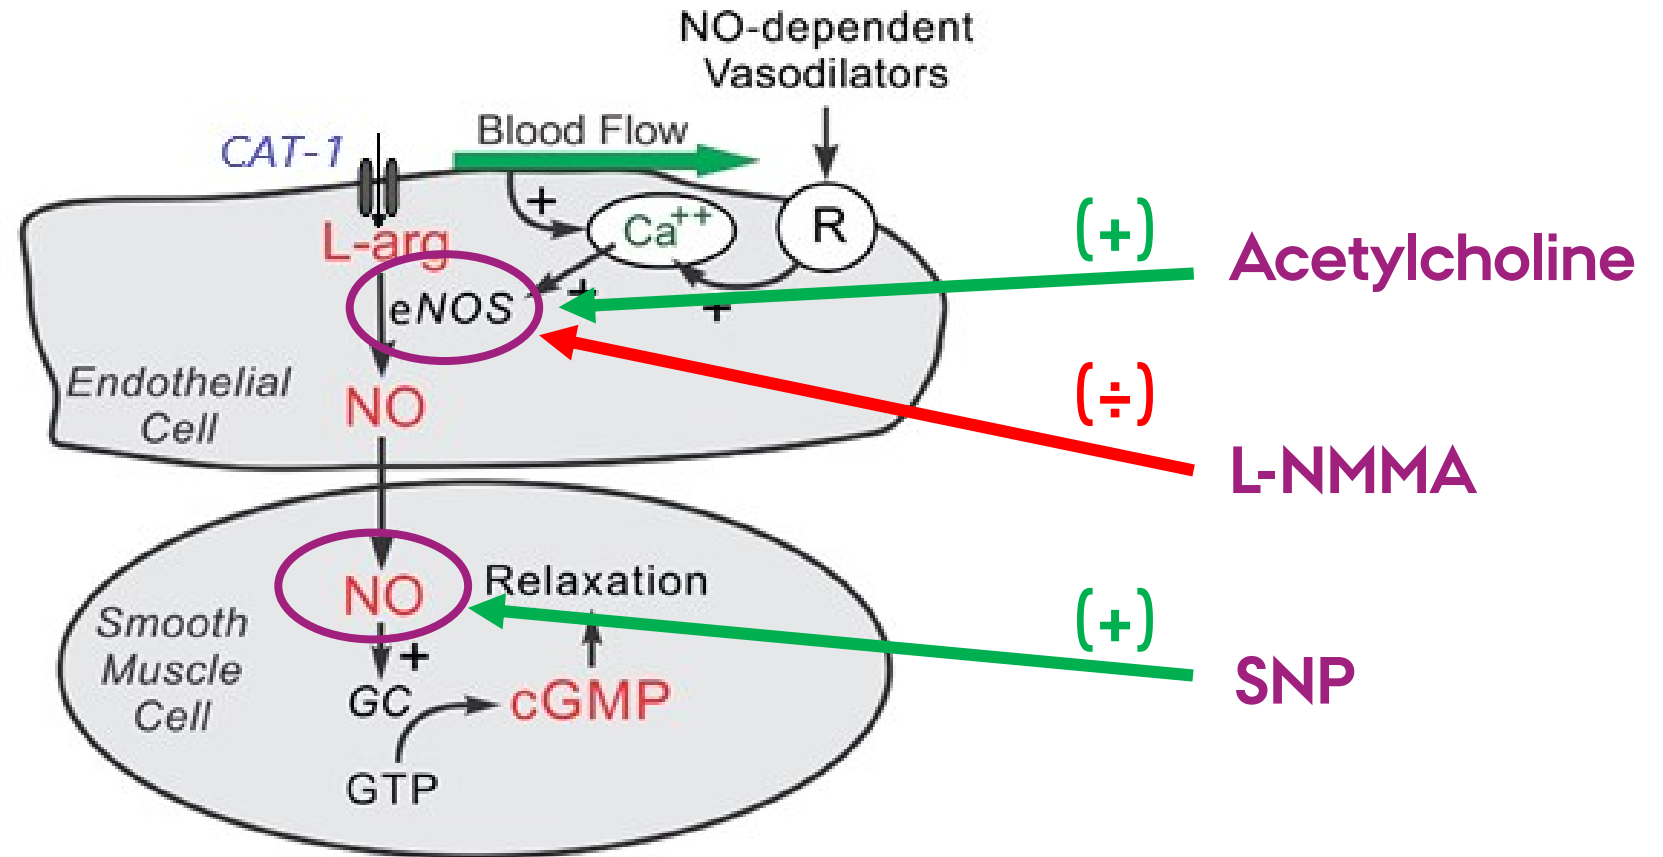 NO-dependent
Vasodilators
Blood Flow
CAT-1
+
Ca++
R
(+)
Acetylcholine
L-arg
eNOS
+
+
(÷)
L-NMMA
Endothelial
Cell
NO
NO
Relaxation
(+)
SNP
Smooth
Muscle
Cell
+
GC
cGMP
GTP